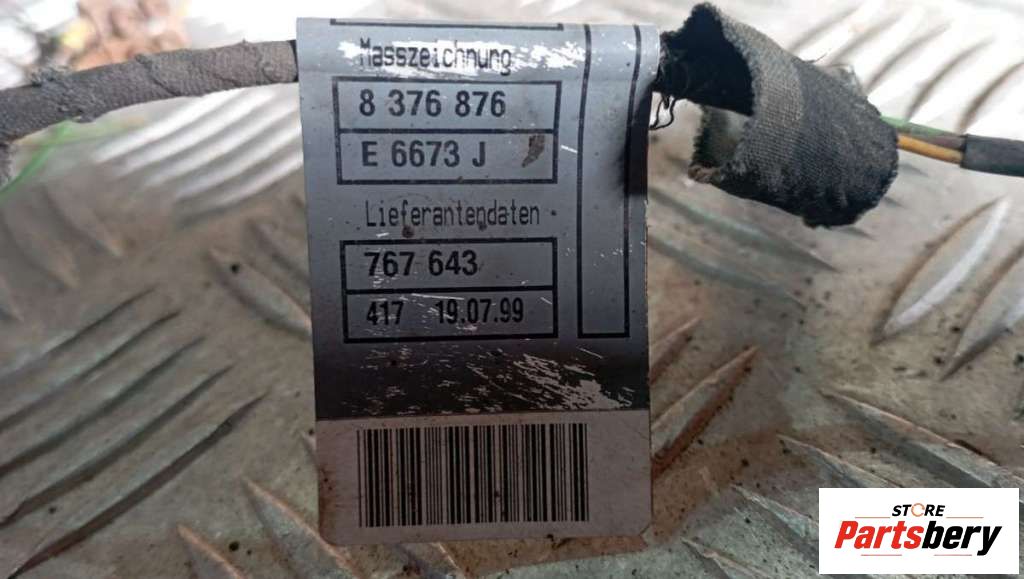 Masszeichnung
8 376 876
E 6673 J
Lieferantendaten
767 643
417 19.07.99
STORE
Partsbery